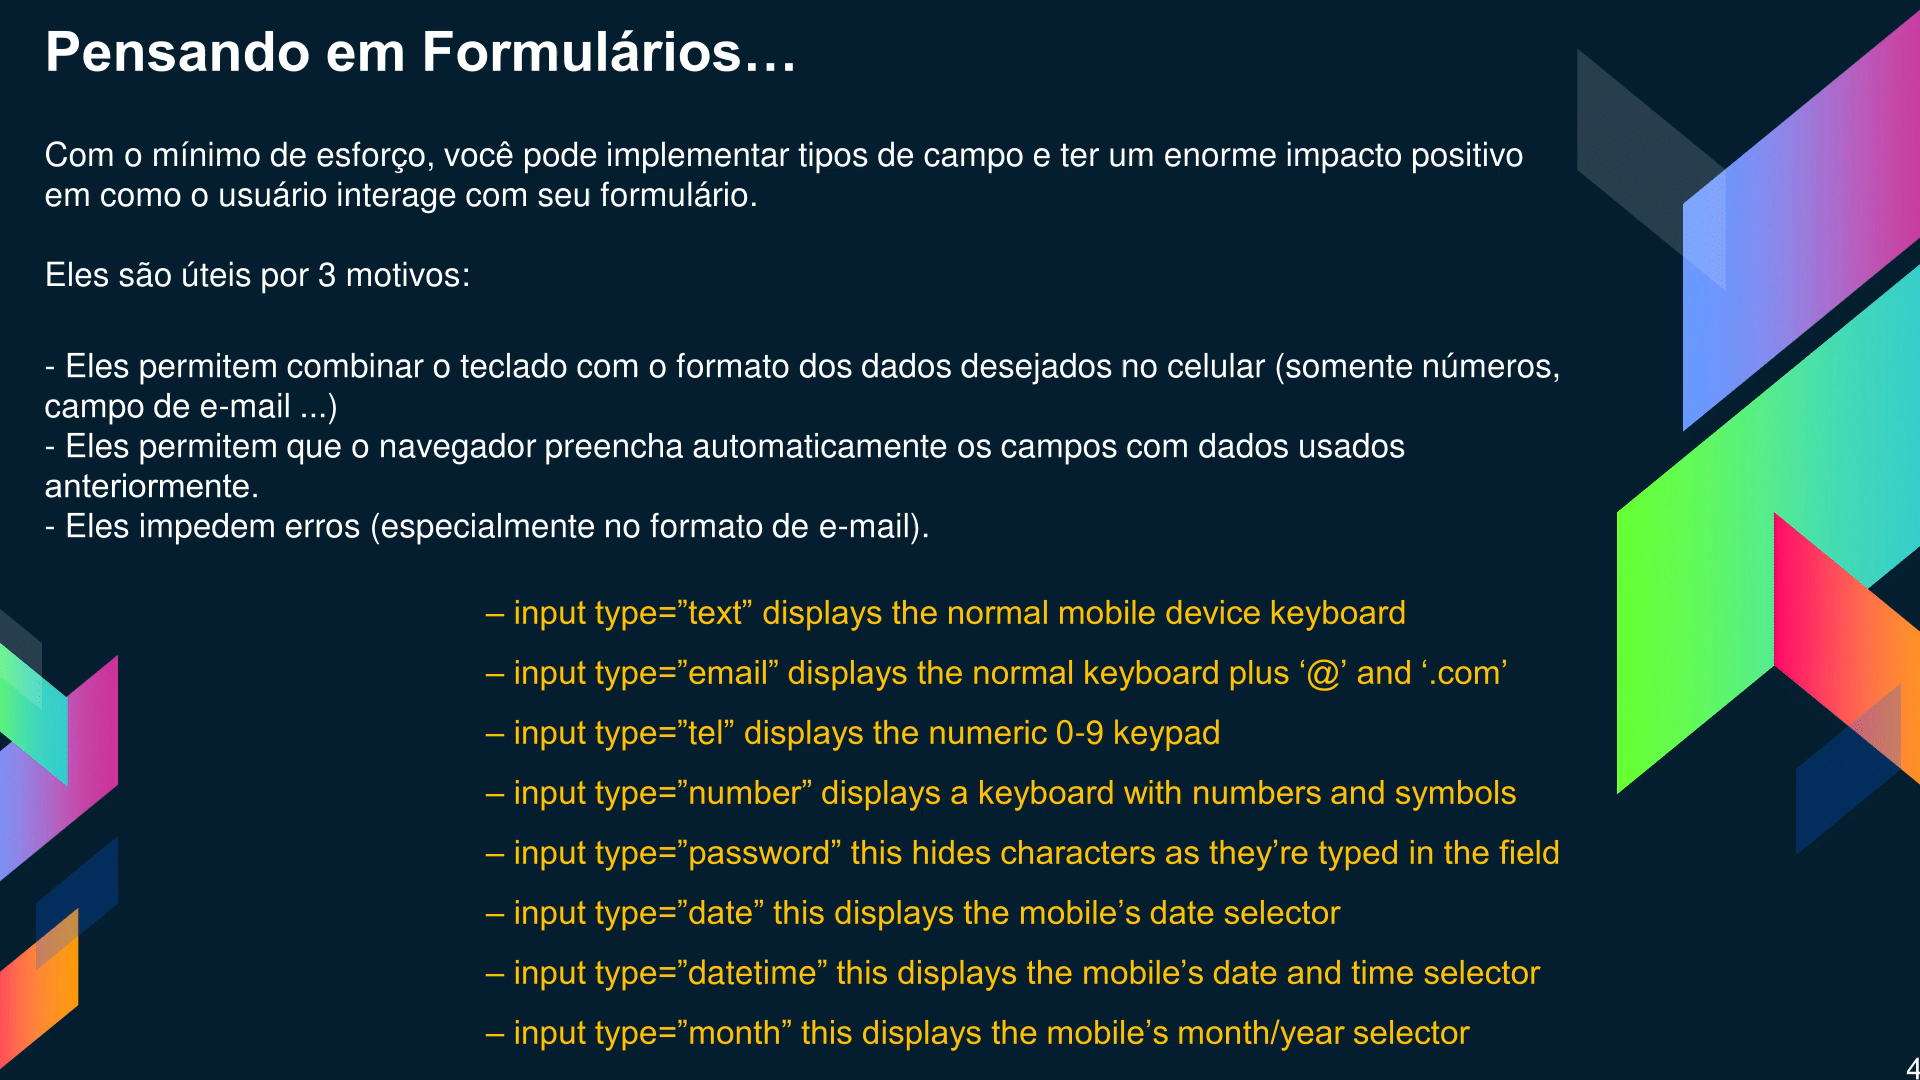 Pensando em Formulários…
Com o mínimo de esforço, você pode implementar tipos de campo e ter um enorme impacto positivo
em como o usuário interage com seu formulário.
Eles são úteis por 3 motivos:
- Eles permitem combinar o teclado com o formato dos dados desejados no celular (somente números,
campo de e-mail ...)
- Eles permitem que o navegador preencha automaticamente os campos com dados usados
anteriormente.
- Eles impedem erros (especialmente no formato de e-mail).
– input type=”text” displays the normal mobile device keyboard
– input type=”email” displays the normal keyboard plus ‘@’ and ‘.com’
– input type=”tel” displays the numeric 0-9 keypad
– input type=”number” displays a keyboard with numbers and symbols
– input type=”password” this hides characters as they’re typed in the field
– input type=”date” this displays the mobile’s date selector
– input type=”datetime” this displays the mobile’s date and time selector
– input type=”month” this displays the mobile’s month/year selector
4